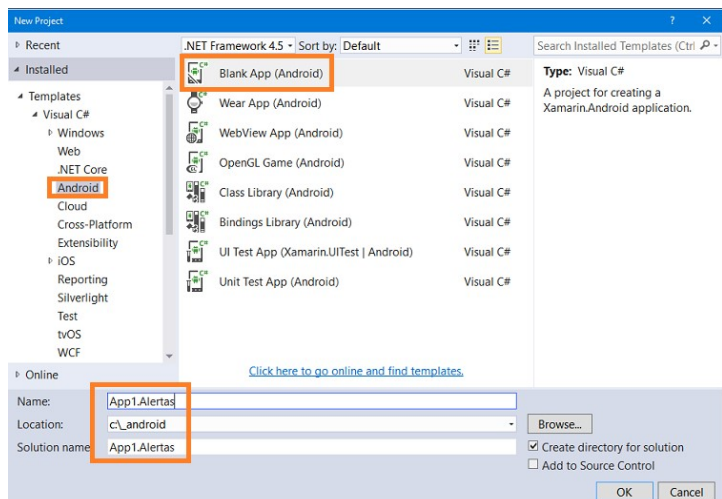 New Project
? X
Recent
.NET Framework 4.5 Sort by: Default
Search Installed Templates (Ctrl
Installed
Templates
Visual C#
Windows
Web
.NET Core
Android
Cloud
Cross-Platform
Extensibility
iOS
Reporting
Silverlight
Test
tvOS
WCF
Online
Blank App (Android) Visual C#
Wear App (Android) Visual C#
WebView App (Android) Visual C#
OpenGL Game (Android) Visual C#
Class Library (Android) Visual C#
Bindings Library (Android) Visual C#
UI Test App (Xamarin.UITest | Android) Visual C#
Unit Test App (Android) Visual C#
Click here to go online and find templates.
Type: Visual C#
A project for creating a
Xamarin.Android application.
Name: App1.Alertas
Location: c:\_android
Browse...
Solution name App1.Alertas
Create directory for solution
Add to Source Control
OK Cancel